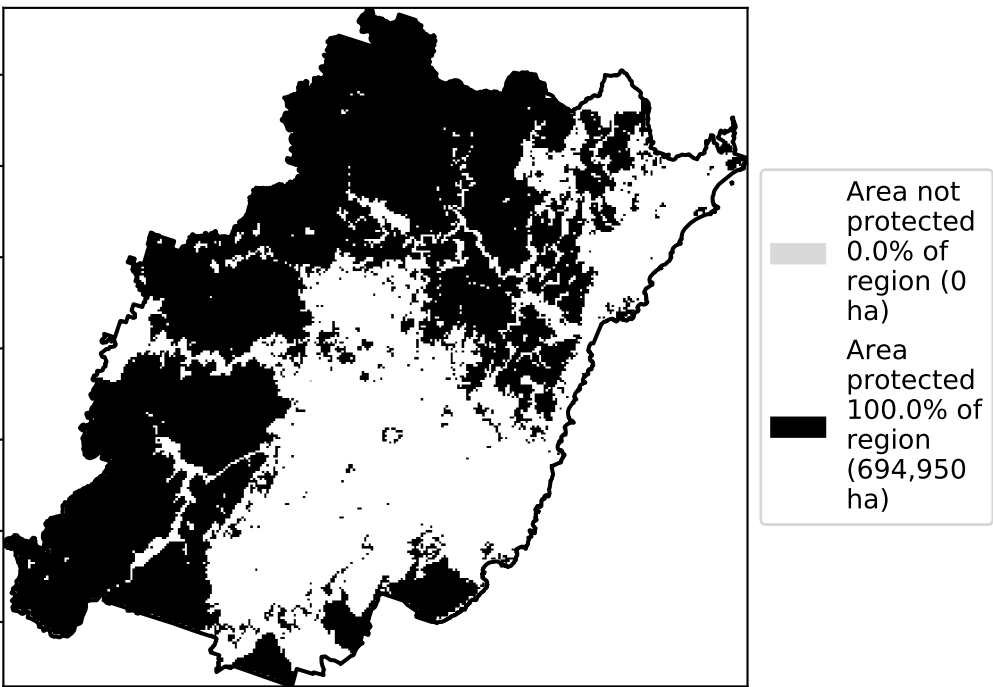 Area not
protected
0.0% of
region (0
ha)
Area
protected
100.0% of
region
(694,950
ha)